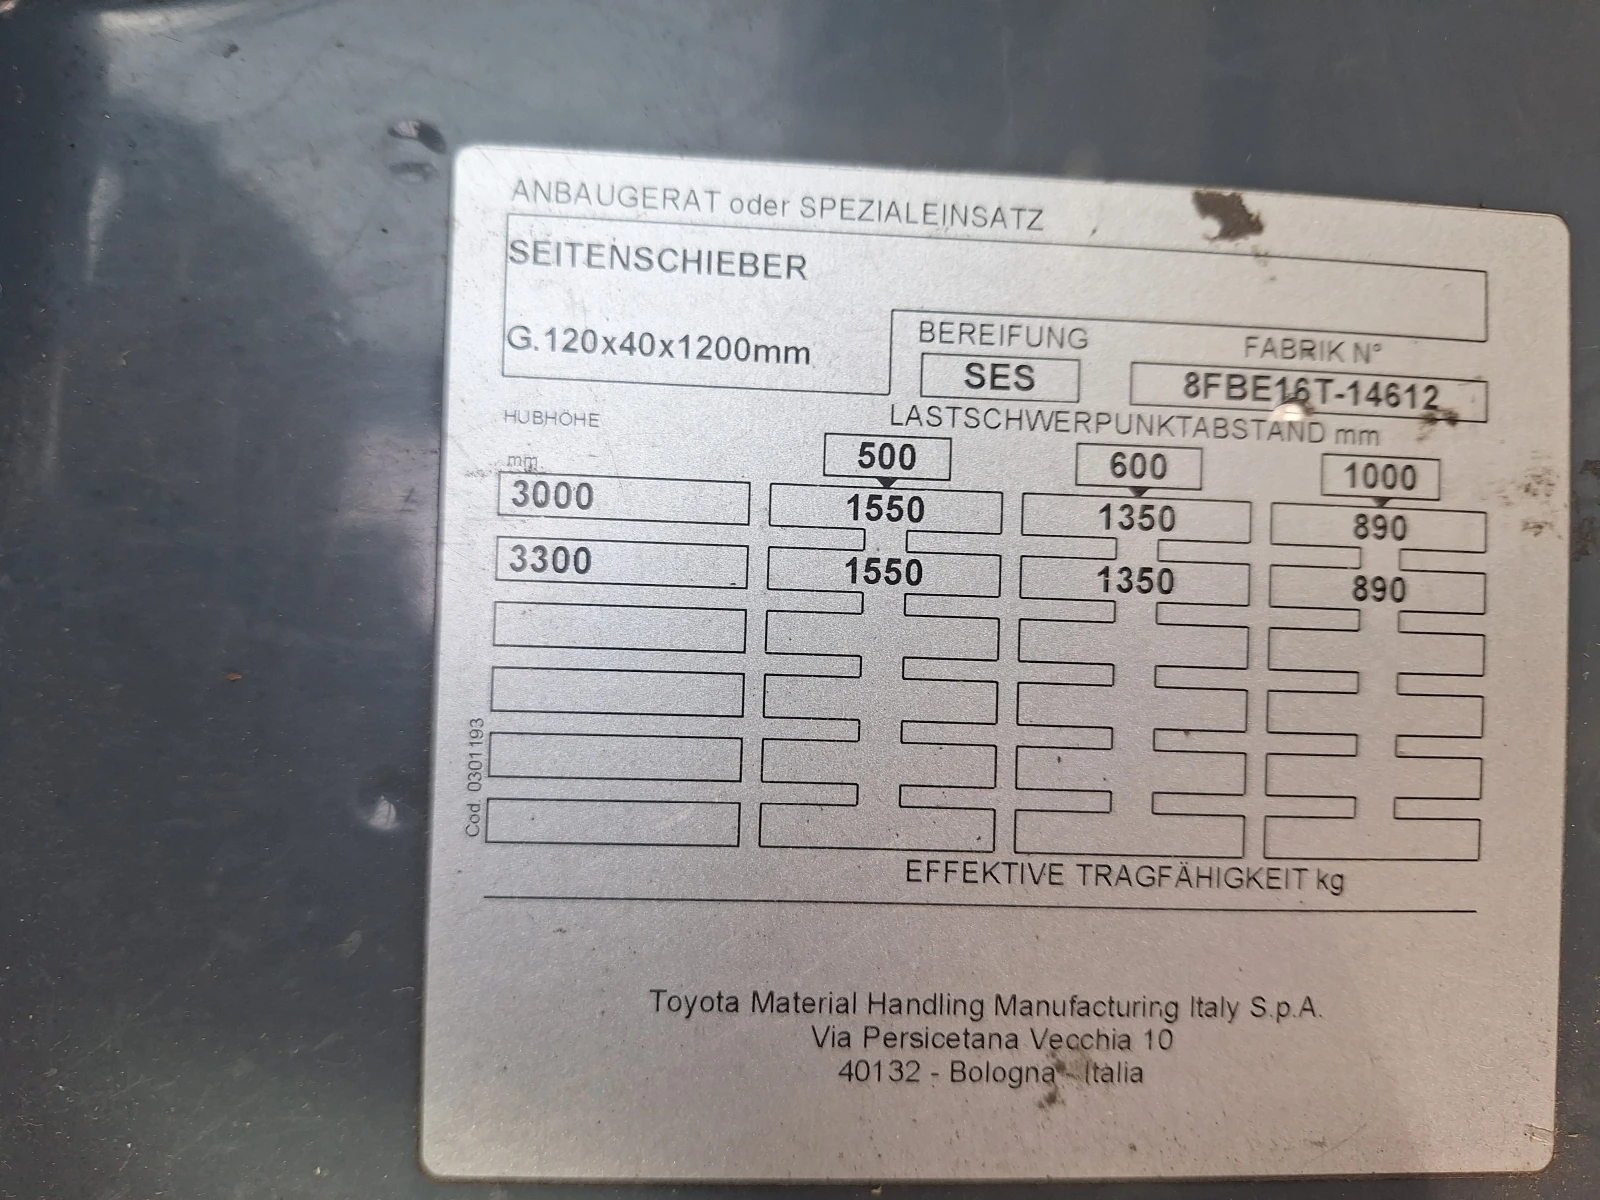 ANBAUGERAT oder SPEZIALEINSATZ
SEITENSCHIEBER
G.120x40x1200mm
BEREIFUNG
SES
FABRIK N°
8FBE16T-14612
HUBHÖHE
mm
LASTSCHWERPUNKTABSTAND mm
500 600 1000
3000 1550 1350 890
3300 1550 1350 890
Cod. 0301193
EFFEKTIVE TRAGFÄHIGKEIT kg
Toyota Material Handling Manufacturing Italy S.p.A.
Via Persicetana Vecchia 10
40132 - Bologna - Italia